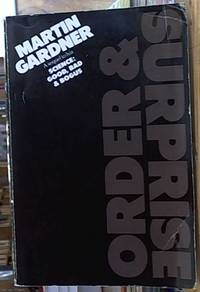 MARTIN
GARDNER
A sequel to his
SCIENCE:
GOOD, BAD
& BOGUS
ORDER &
SURPRISE